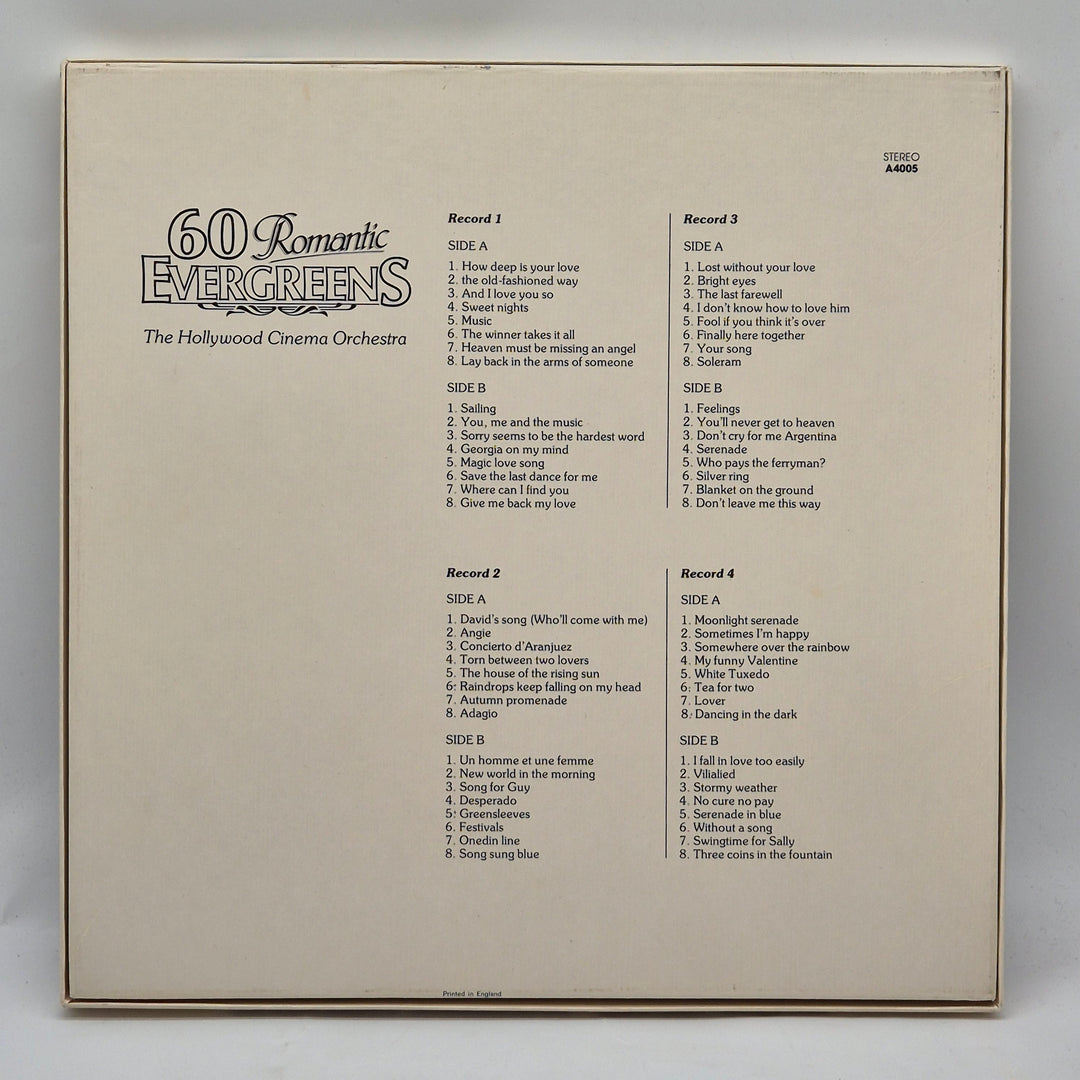 STEREO
A4005
60 Romantic
EVERGREENS
The Hollywood Cinema Orchestra
Record 1
SIDE A
1. How deep is your love
2. the old-fashioned way
3. And I love you so
4. Sweet nights
5. Music
6. The winner takes it all
7. Heaven must be missing an angel
8. Lay back in the arms of someone
SIDE B
1. Sailing
2. You, me and the music
3. Sorry seems to be the hardest word
4. Georgia on my mind
5. Magic love song
6. Save the last dance for me
7. Where can I find you
8. Give me back my love
Record 2
SIDE A
1. David's song (Who'll come with me)
2. Angie
3. Concierto d'Aranjuez
4. Torn between two lovers
5. The house of the rising sun
6. Raindrops keep falling on my head
7. Autumn promenade
8. Adagio
SIDE B
1. Un homme et une femme
2. New world in the morning
3. Song for Guy
4. Desperado
5. Greensleeves
6. Festivals
7. Onedin line
8. Song sung blue
Record 3
SIDE A
1. Lost without your love
2. Bright eyes
3. The last farewell
4. I don't know how to love him
5. Fool if you think it's over
6. Finally here together
7. Your song
8. Soleram
SIDE B
1. Feelings
2. You'll never get to heaven
3. Don't cry for me Argentina
4. Serenade
5. Who pays the ferryman?
6. Silver ring
7. Blanket on the ground
8. Don't leave me this way
Record 4
SIDE A
1. Moonlight serenade
2. Sometimes I'm happy
3. Somewhere over the rainbow
4. My funny Valentine
5. White Tuxedo
6. Tea for two
7. Lover
8. Dancing in the dark
SIDE B
1. I fall in love too easily
2. Vilialied
3. Stormy weather
4. No cure no pay
5. Serenade in blue
6. Without a song
7. Swingtime for Sally
8. Three coins in the fountain
Printed in England